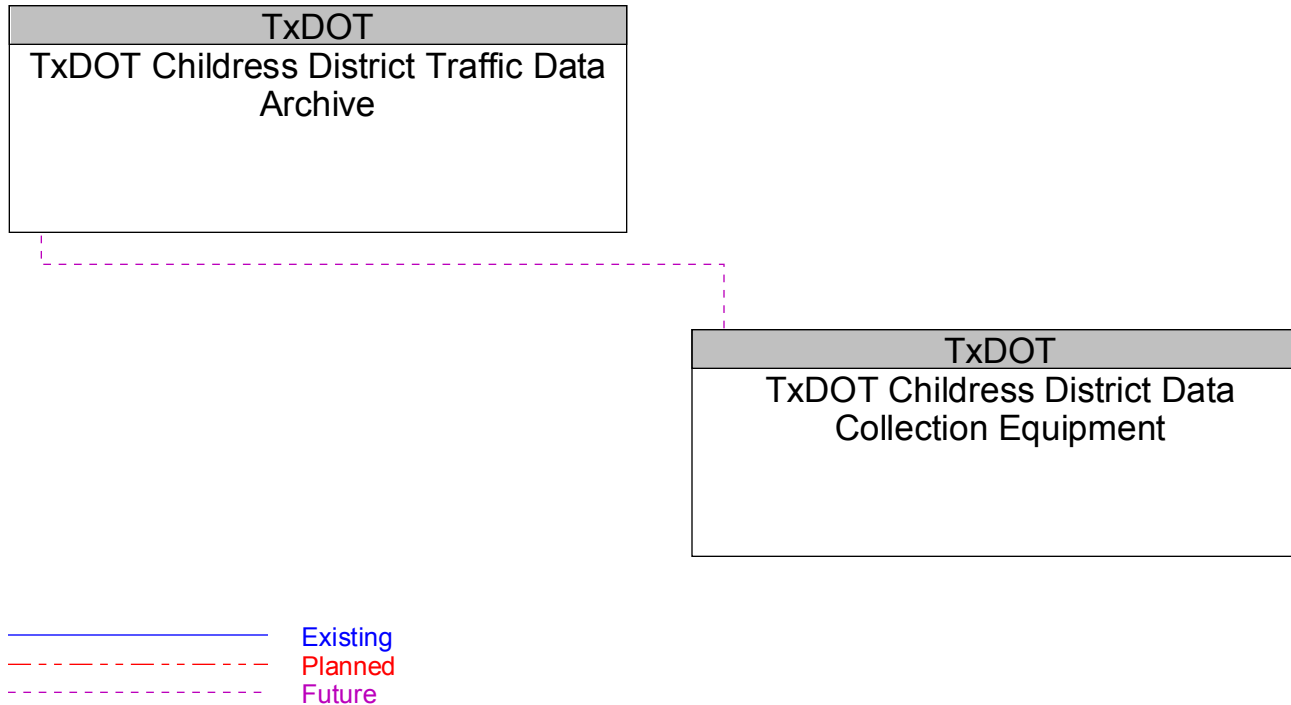 TxDOT
TxDOT Childress District Traffic Data
Archive
TxDOT
TxDOT Childress District Data
Collection Equipment
Existing
Planned
Future